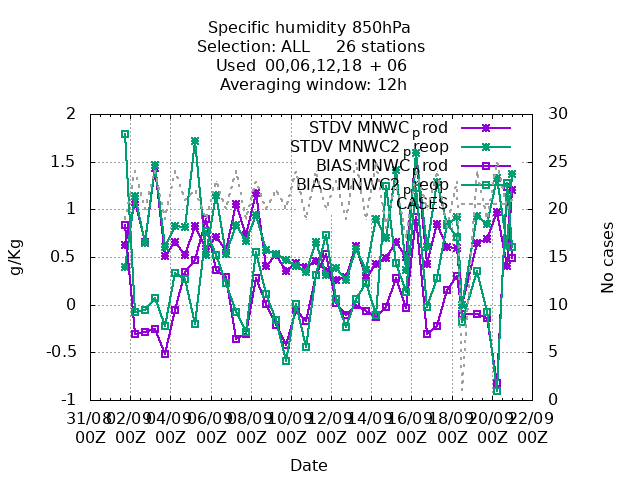 Specific humidity 850hPa
Selection: ALL 26 stations
Used 00,06,12,18 + 06
Averaging window: 12h
2
1.5
1
0.5
0
-0.5
-1
30
25
20
15
10
5
0
STDV MNWC_prod
STDV MNWC2_preop
BIAS MNWC_prod
BIAS MNWC2_preop
CASES
g/Kg
No cases
31/08 02/09 04/09 06/09 08/09 10/09 12/09 14/09 16/09 18/09 20/09 22/09
00Z 00Z 00Z 00Z 00Z 00Z 00Z 00Z 00Z 00Z 00Z 00Z
Date